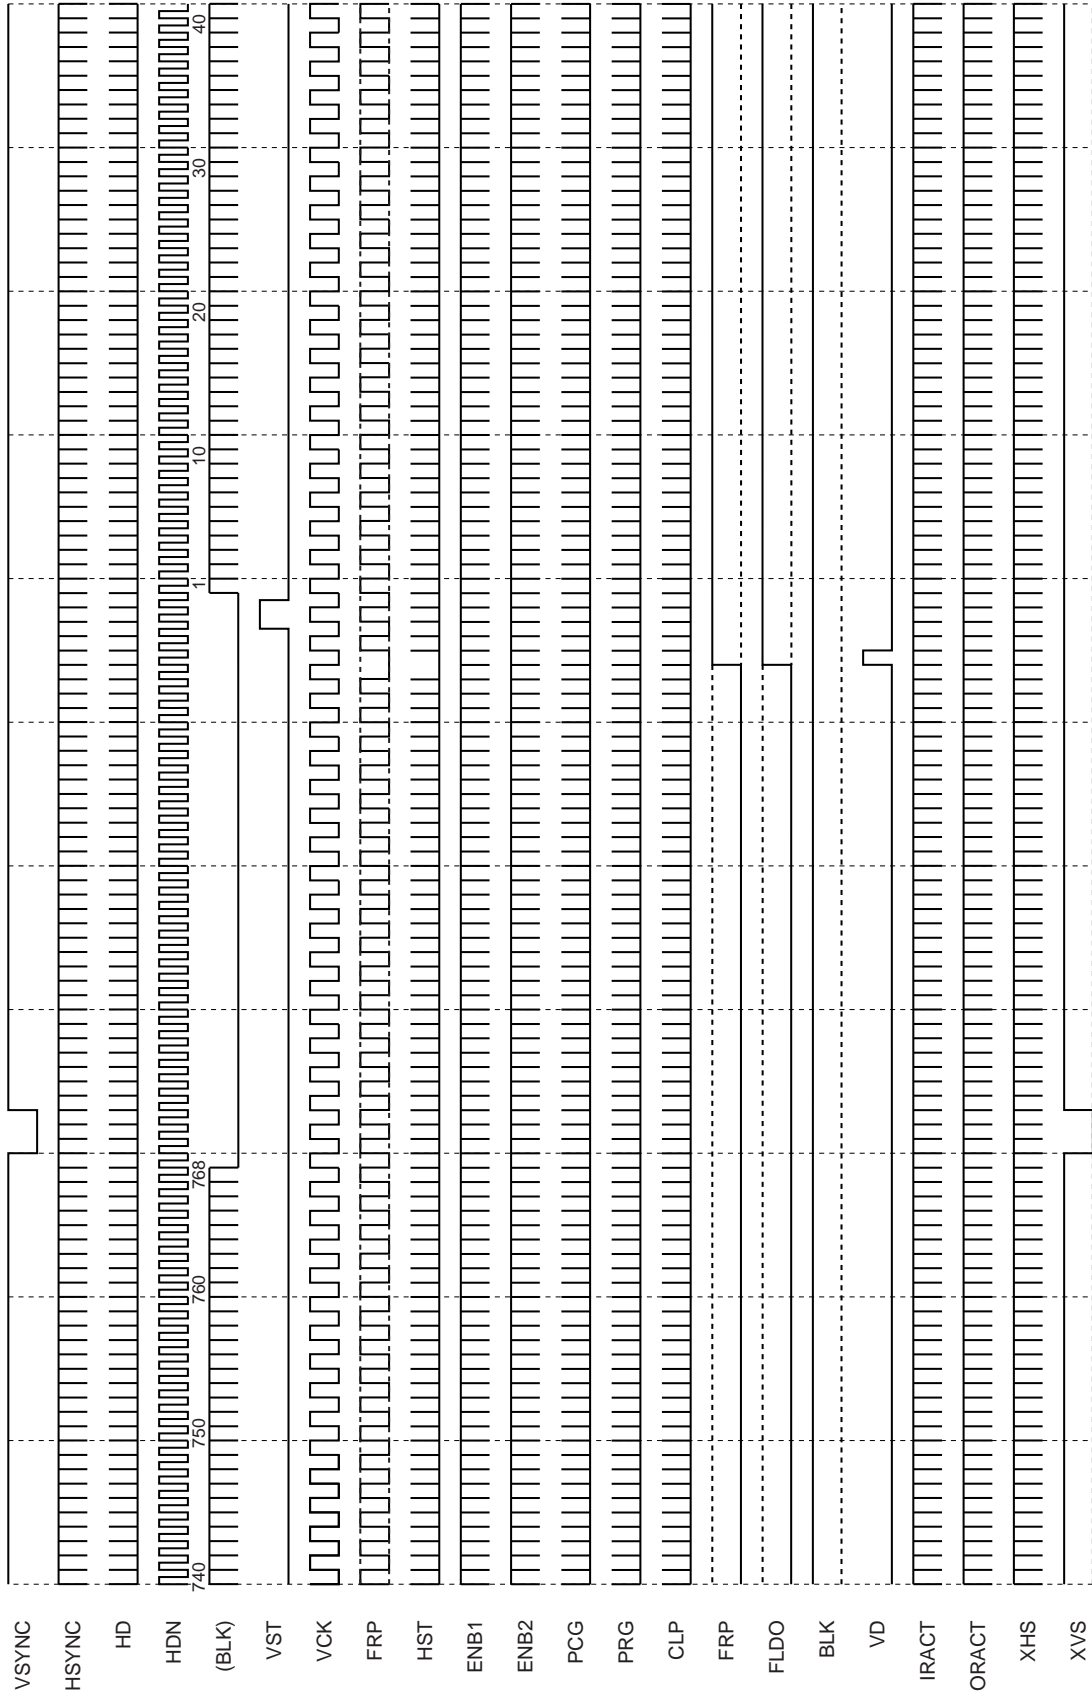 VSYNC
HSYNC
HD
HDN
740 750 760 768 1 10 20 30 40
(BLK)
VST
VCK
FRP
HST
ENB1
ENB2
PCG
PRG
CLP
FRP
FLDO
BLK
VD
IRACT
ORACT
XHS
XVS